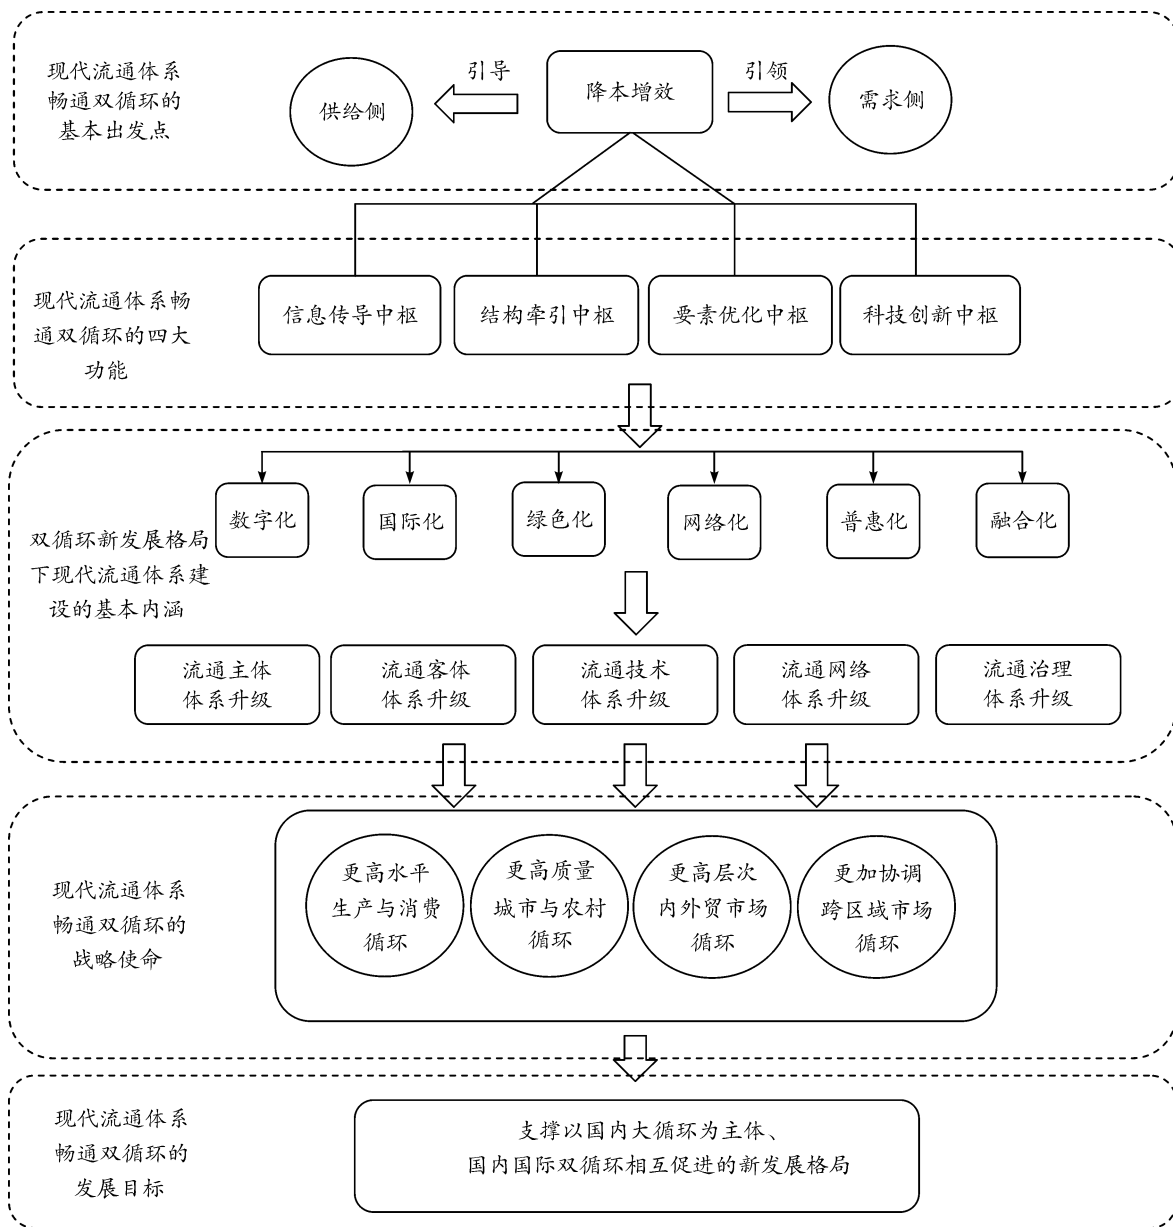 现代流通体系
畅通双循环的
基本出发点
供给侧
引导
降本增效
引领
需求侧
现代流通体系畅
通双循环的四大
功能
信息传导中枢
结构牵引中枢
要素优化中枢
科技创新中枢
双循环新发展格局
下现代流通体系建
设的基本内涵
数字化
国际化
绿色化
网络化
普惠化
融合化
流通主体
体系升级
流通客体
体系升级
流通技术
体系升级
流通网络
体系升级
流通治理
体系升级
现代流通体系
畅通双循环的
战略使命
更高水平
生产与消费
循环
更高质量
城市与农村
循环
更高层次
内外贸市场
循环
更加协调
跨区域市场
循环
现代流通体系
畅通双循环的
发展目标
支撑以国内大循环为主体、
国内国际双循环相互促进的新发展格局